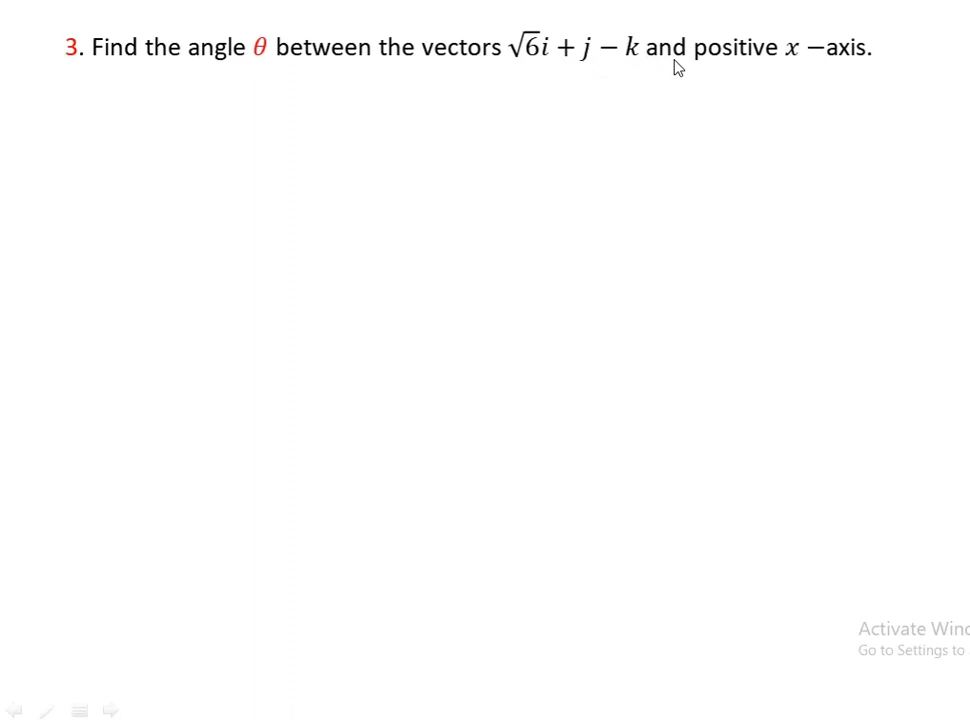 3. Find the angle θ between the vectors √6i + j − k and positive x −axis.
Activate Wind
Go to Settings to